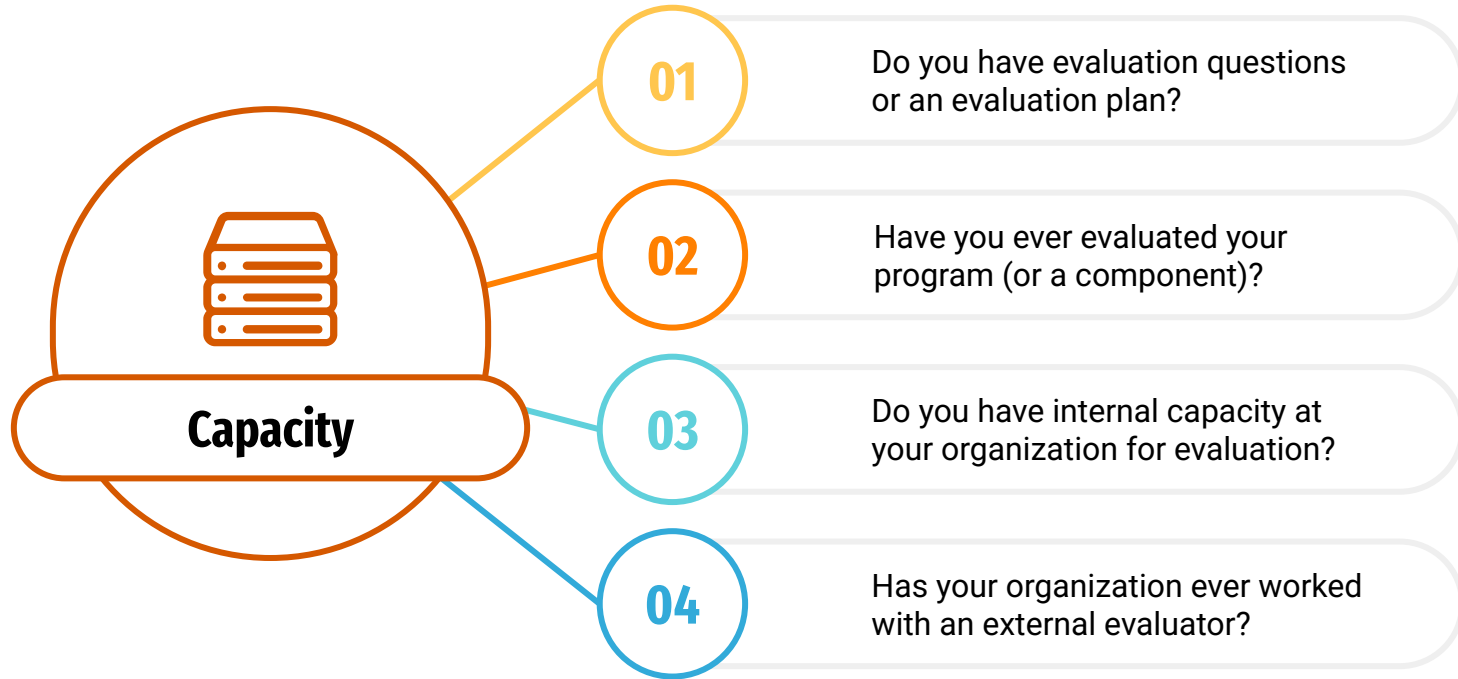 01
Do you have evaluation questions
or an evaluation plan?
02
Have you ever evaluated your
program (or a component)?
Capacity
03
Do you have internal capacity at
your organization for evaluation?
04
Has your organization ever worked
with an external evaluator?